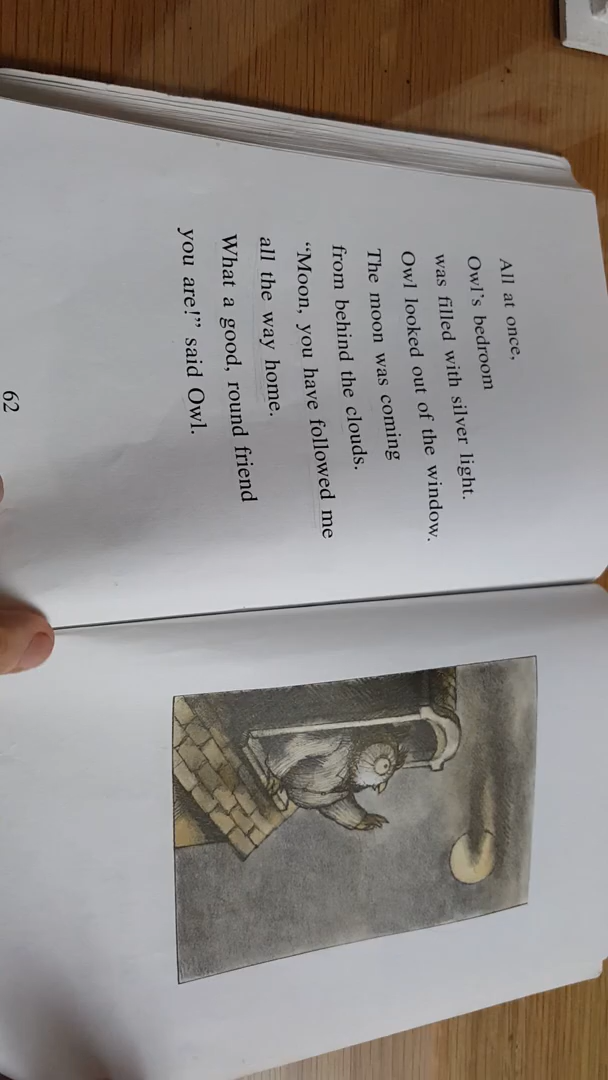 All at once,
Owl's bedroom
was filled with silver light.
Owl looked out of the window.
The moon was coming
from behind the clouds.
“Moon, you have followed me
all the way home.
What a good, round friend
you are!” said Owl.
62